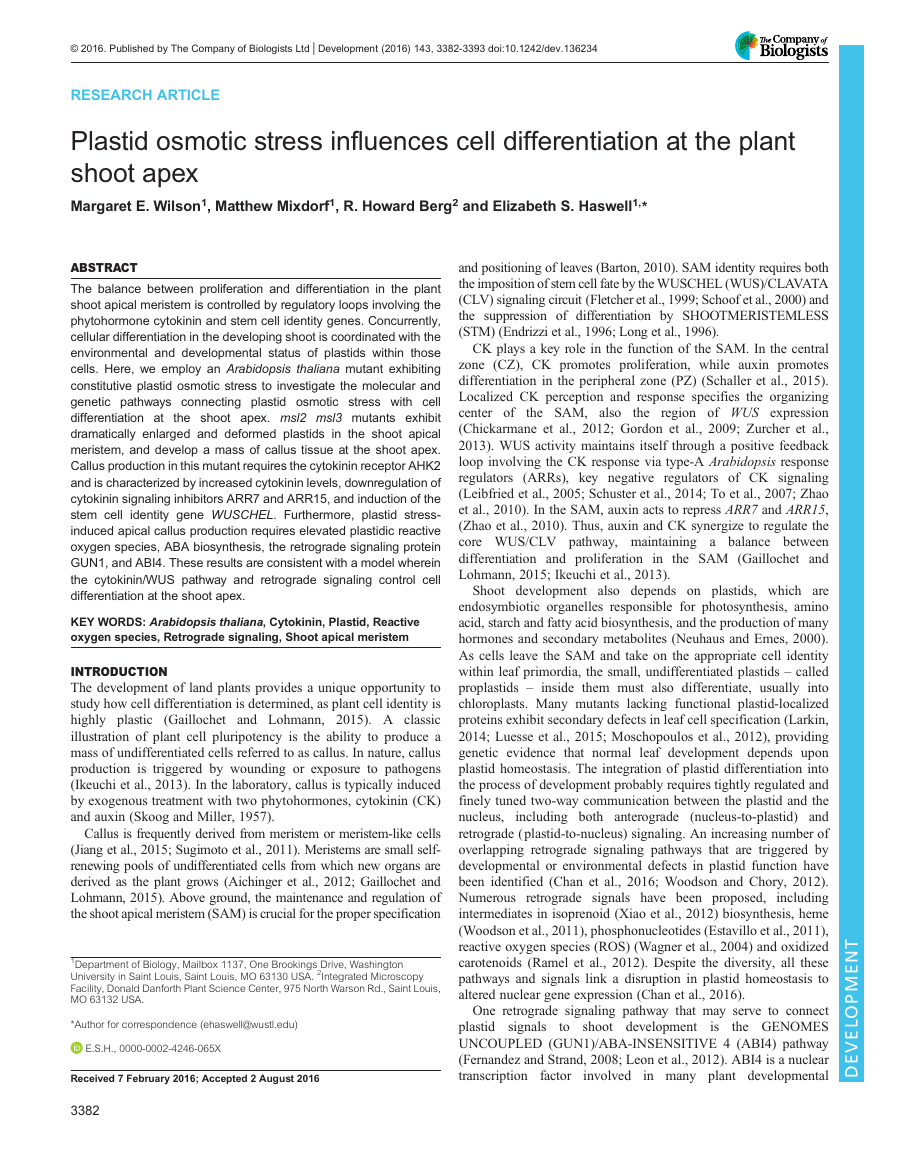 © 2016. Published by The Company of Biologists Ltd | Development (2016) 143, 3382-3393 doi:10.1242/dev.136234
The Company of
Biologists
RESEARCH ARTICLE
Plastid osmotic stress influences cell differentiation at the plant
shoot apex
Margaret E. Wilson1, Matthew Mixdorf1, R. Howard Berg2 and Elizabeth S. Haswell1,*
ABSTRACT
The balance between proliferation and differentiation in the plant
shoot apical meristem is controlled by regulatory loops involving the
phytohormone cytokinin and stem cell identity genes. Concurrently,
cellular differentiation in the developing shoot is coordinated with the
environmental and developmental status of plastids within those
cells. Here, we employ an Arabidopsis thaliana mutant exhibiting
constitutive plastid osmotic stress to investigate the molecular and
genetic pathways connecting plastid osmotic stress with cell
differentiation at the shoot apex. msl2 msl3 mutants exhibit
dramatically enlarged and deformed plastids in the shoot apical
meristem, and develop a mass of callus tissue at the shoot apex.
Callus production in this mutant requires the cytokinin receptor AHK2
and is characterized by increased cytokinin levels, downregulation of
cytokinin signaling inhibitors ARR7 and ARR15, and induction of the
stem cell identity gene WUSCHEL. Furthermore, plastid stress-
induced apical callus production requires elevated plastidic reactive
oxygen species, ABA biosynthesis, the retrograde signaling protein
GUN1, and ABI4. These results are consistent with a model wherein
the cytokinin/WUS pathway and retrograde signaling control cell
differentiation at the shoot apex.
KEY WORDS: Arabidopsis thaliana, Cytokinin, Plastid, Reactive
oxygen species, Retrograde signaling, Shoot apical meristem
INTRODUCTION
The development of land plants provides a unique opportunity to
study how cell differentiation is determined, as plant cell identity is
highly plastic (Gaillochet and Lohmann, 2015). A classic
illustration of plant cell pluripotency is the ability to produce a
mass of undifferentiated cells referred to as callus. In nature, callus
production is triggered by wounding or exposure to pathogens
(Ikeuchi et al., 2013). In the laboratory, callus is typically induced
by exogenous treatment with two phytohormones, cytokinin (CK)
and auxin (Skoog and Miller, 1957).
Callus is frequently derived from meristem or meristem-like cells
(Jiang et al., 2015; Sugimoto et al., 2011). Meristems are small self-
renewing pools of undifferentiated cells from which new organs are
derived as the plant grows (Aichinger et al., 2012; Gaillochet and
Lohmann, 2015). Above ground, the maintenance and regulation of
the shoot apical meristem (SAM) is crucial for the proper specification
1Department of Biology, Mailbox 1137, One Brookings Drive, Washington
University in Saint Louis, Saint Louis, MO 63130 USA. 2Integrated Microscopy
Facility, Donald Danforth Plant Science Center, 975 North Warson Rd., Saint Louis,
MO 63132 USA.
*Author for correspondence (ehaswell@wustl.edu)
iD E.S.H., 0000-0002-4246-065X
Received 7 February 2016; Accepted 2 August 2016
and positioning of leaves (Barton, 2010). SAM identity requires both
the imposition of stem cell fate by the WUSCHEL (WUS)/CLAVATA
(CLV) signaling circuit (Fletcher et al., 1999; Schoof et al., 2000) and
the suppression of differentiation by SHOOTMERISTEMLESS
(STM) (Endrizzi et al., 1996; Long et al., 1996).
CK plays a key role in the function of the SAM. In the central
zone (CZ), CK promotes proliferation, while auxin promotes
differentiation in the peripheral zone (PZ) (Schaller et al., 2015).
Localized CK perception and response specifies the organizing
center of the SAM, also the region of WUS expression
(Chickarmane et al., 2012; Gordon et al., 2009; Zurcher et al.,
2013). WUS activity maintains itself through a positive feedback
loop involving the CK response via type-A Arabidopsis response
regulators (ARRs), key negative regulators of CK signaling
(Leibfried et al., 2005; Schuster et al., 2014; To et al., 2007; Zhao
et al., 2010). In the SAM, auxin acts to repress ARR7 and ARR15,
(Zhao et al., 2010). Thus, auxin and CK synergize to regulate the
core WUS/CLV pathway, maintaining a balance between
differentiation and proliferation in the SAM (Gaillochet and
Lohmann, 2015; Ikeuchi et al., 2013).
Shoot development also depends on plastids, which are
endosymbiotic organelles responsible for photosynthesis, amino
acid, starch and fatty acid biosynthesis, and the production of many
hormones and secondary metabolites (Neuhaus and Emes, 2000).
As cells leave the SAM and take on the appropriate cell identity
within leaf primordia, the small, undifferentiated plastids – called
proplastids – inside them must also differentiate, usually into
chloroplasts. Many mutants lacking functional plastid-localized
proteins exhibit secondary defects in leaf cell specification (Larkin,
2014; Luesse et al., 2015; Moschopoulos et al., 2012), providing
genetic evidence that normal leaf development depends upon
plastid homeostasis. The integration of plastid differentiation into
the process of development probably requires tightly regulated and
finely tuned two-way communication between the plastid and the
nucleus, including both anterograde (nucleus-to-plastid) and
retrograde (plastid-to-nucleus) signaling. An increasing number of
overlapping retrograde signaling pathways that are triggered by
developmental or environmental defects in plastid function have
been identified (Chan et al., 2016; Woodson and Chory, 2012).
Numerous retrograde signals have been proposed, including
intermediates in isoprenoid (Xiao et al., 2012) biosynthesis, heme
(Woodson et al., 2011), phosphonucleotides (Estavillo et al., 2011),
reactive oxygen species (ROS) (Wagner et al., 2004) and oxidized
carotenoids (Ramel et al., 2012). Despite the diversity, all these
pathways and signals link a disruption in plastid homeostasis to
altered nuclear gene expression (Chan et al., 2016).
One retrograde signaling pathway that may serve to connect
plastid signals to shoot development is the GENOMES
UNCOUPLED (GUN1)/ABA-INSENSITIVE 4 (ABI4) pathway
(Fernandez and Strand, 2008; Leon et al., 2012). ABI4 is a nuclear
transcription factor involved in many plant developmental
3382
DEVELOPMENT